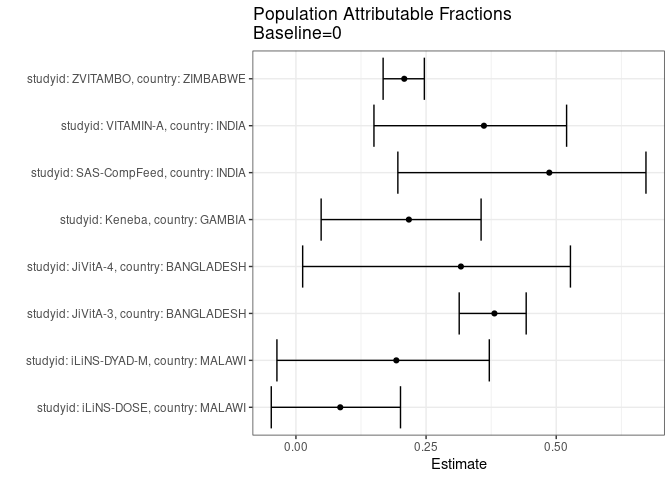 Population Attributable Fractions
Baseline=0
studyid: ZVITAMBO, country: ZIMBABWE
studyid: VITAMIN-A, country: INDIA
studyid: SAS-CompFeed, country: INDIA
studyid: Keneba, country: GAMBIA
studyid: JiVitA-4, country: BANGLADESH
studyid: JiVitA-3, country: BANGLADESH
studyid: iLiNS-DYAD-M, country: MALAWI
studyid: iLiNS-DOSE, country: MALAWI
0.00 0.25 0.50
Estimate